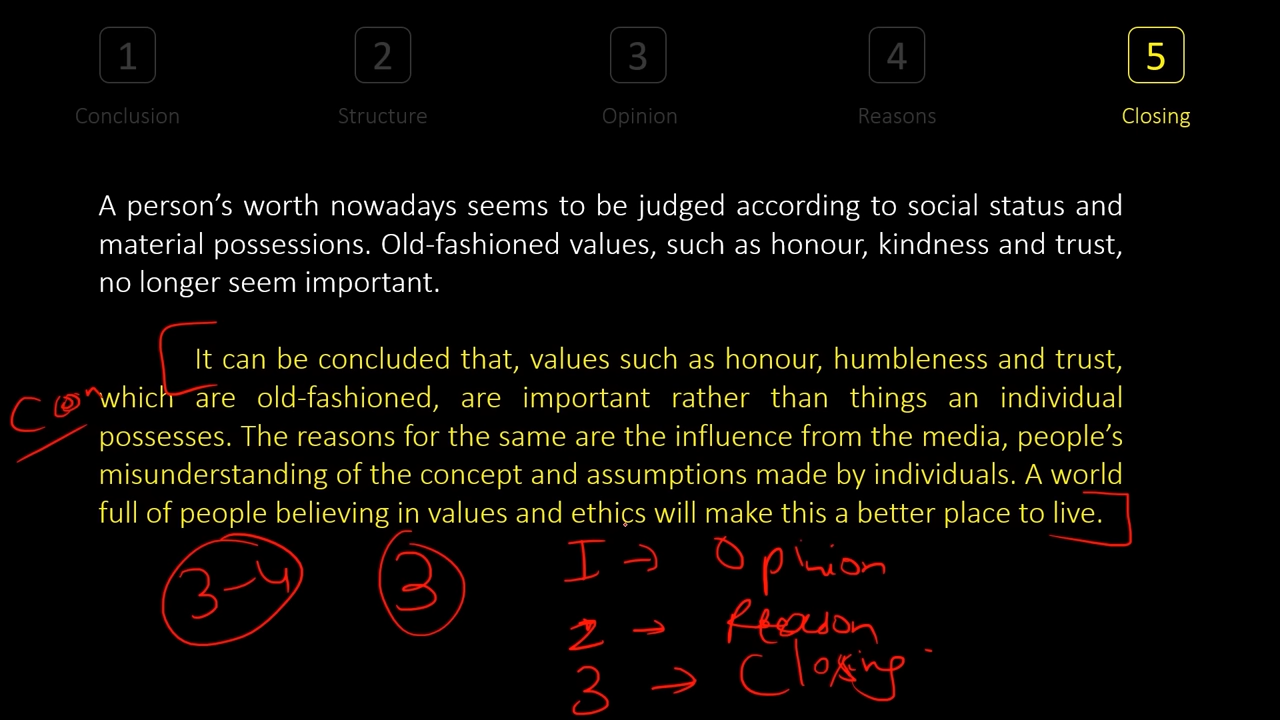 1 2 3 4 5
Conclusion Structure Opinion Reasons Closing
A person’s worth nowadays seems to be judged according to social status and
material possessions. Old-fashioned values, such as honour, kindness and trust,
no longer seem important.
It can be concluded that, values such as honour, humbleness and trust,
Con which are old-fashioned, are important rather than things an individual
possesses. The reasons for the same are the influence from the media, people’s
misunderstanding of the concept and assumptions made by individuals. A world
full of people believing in values and ethics will make this a better place to live.
3-4 3 I → Opinion
2 → Reason
3 → Closing